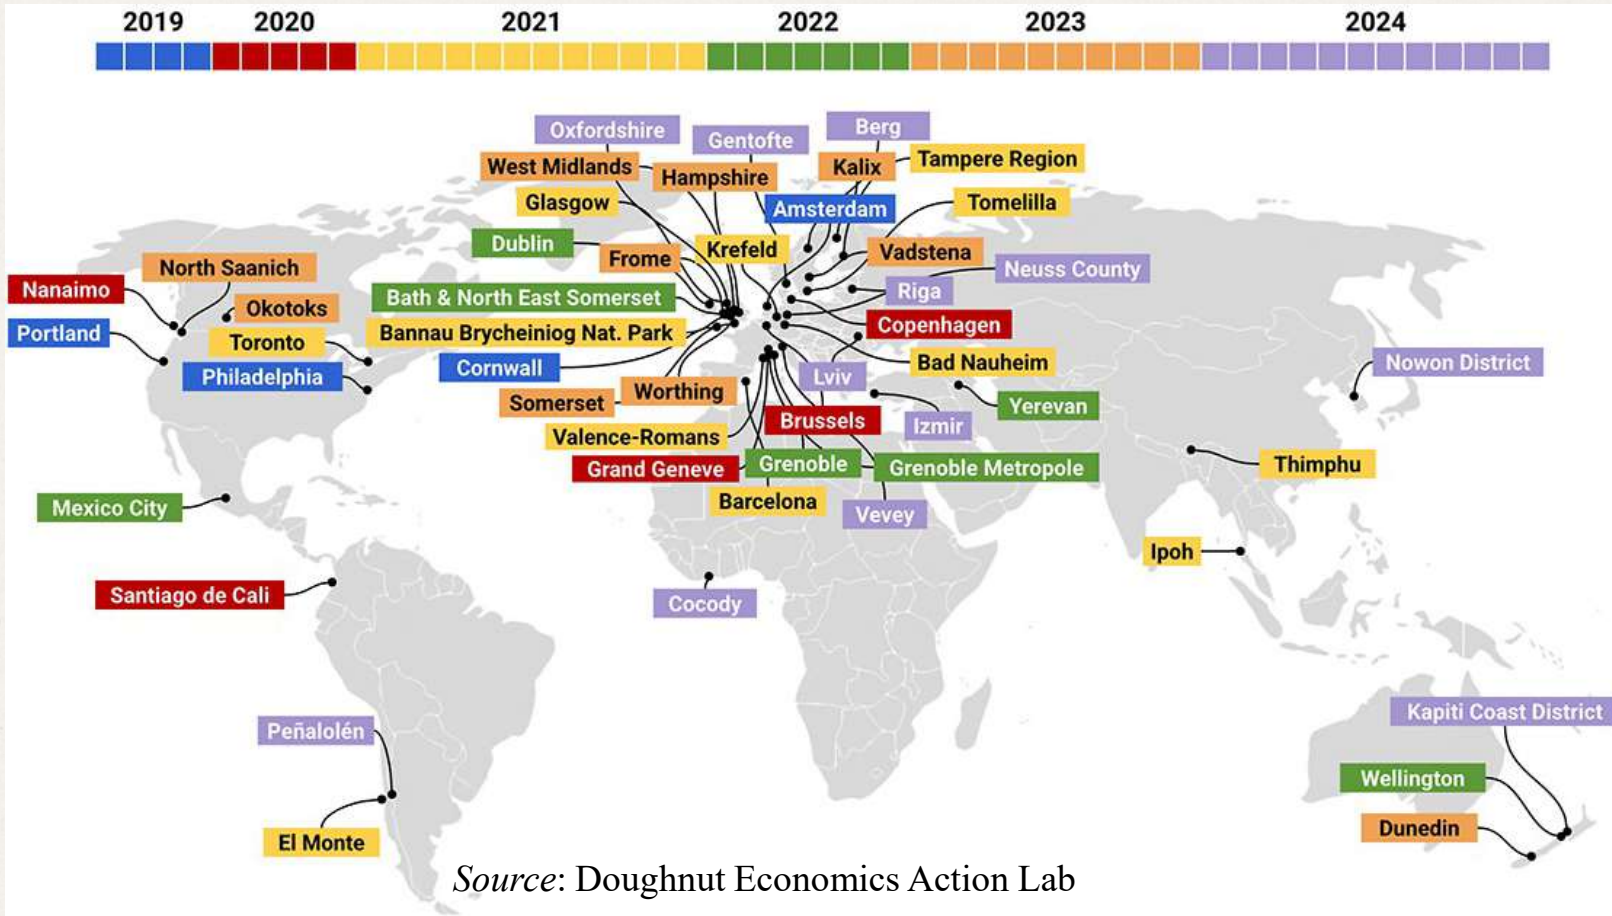 2019 2020 2021 2022 2023 2024
Oxfordshire
Gentofte
Berg
West Midlands
Hampshire
Kalix
Tampere Region
Glasgow
Amsterdam
Tomelilla
Dublin
Frome
Krefeld
Vadstena
Neuss County
North Saanich
Nanaimo
Okotoks
Bath & North East Somerset
Riga
Portland
Toronto
Bannau Brycheiniog Nat. Park
Copenhagen
Philadelphia
Cornwall
Bad Nauheim
Nowon District
Lviv
Somerset
Worthing
Yerevan
Brussels
Izmir
Valence-Romans
Grand Geneve
Grenoble
Grenoble Metropole
Thimphu
Mexico City
Barcelona
Vevey
Ipoh
Santiago de Cali
Cocody
Kapiti Coast District
Peñalolén
Wellington
Dunedin
El Monte
Source: Doughnut Economics Action Lab